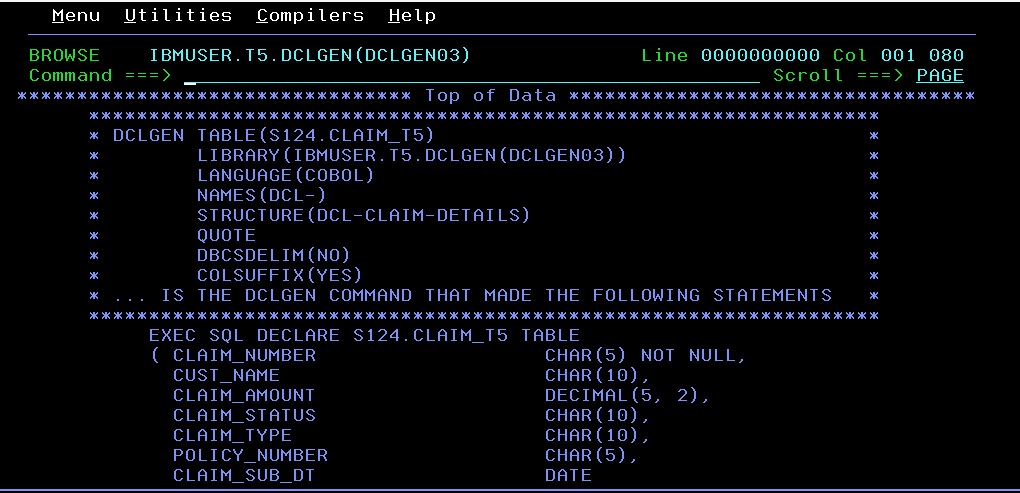 Menu Utilities Compilers Help
BROWSE IBMUSER.T5.DCLGEN(DCLGEN03) Line 0000000000 Col 001 080
Command ===> Scroll ===> PAGE
********************************* Top of Data **********************************
******************************************************************
* DCLGEN TABLE(S124.CLAIM_T5) *
* LIBRARY(IBMUSER.T5.DCLGEN(DCLGEN03)) *
* LANGUAGE(COBOL) *
* NAMES(DCL-) *
* STRUCTURE(DCL-CLAIM-DETAILS) *
* QUOTE *
* DBCSDELIM(NO) *
* COLSUFFIX(YES) *
* ... IS THE DCLGEN COMMAND THAT MADE THE FOLLOWING STATEMENTS *
******************************************************************
EXEC SQL DECLARE S124.CLAIM_T5 TABLE
( CLAIM_NUMBER CHAR(5) NOT NULL,
CUST_NAME CHAR(10),
CLAIM_AMOUNT DECIMAL(5, 2),
CLAIM_STATUS CHAR(10),
CLAIM_TYPE CHAR(10),
POLICY_NUMBER CHAR(5),
CLAIM_SUB_DT DATE